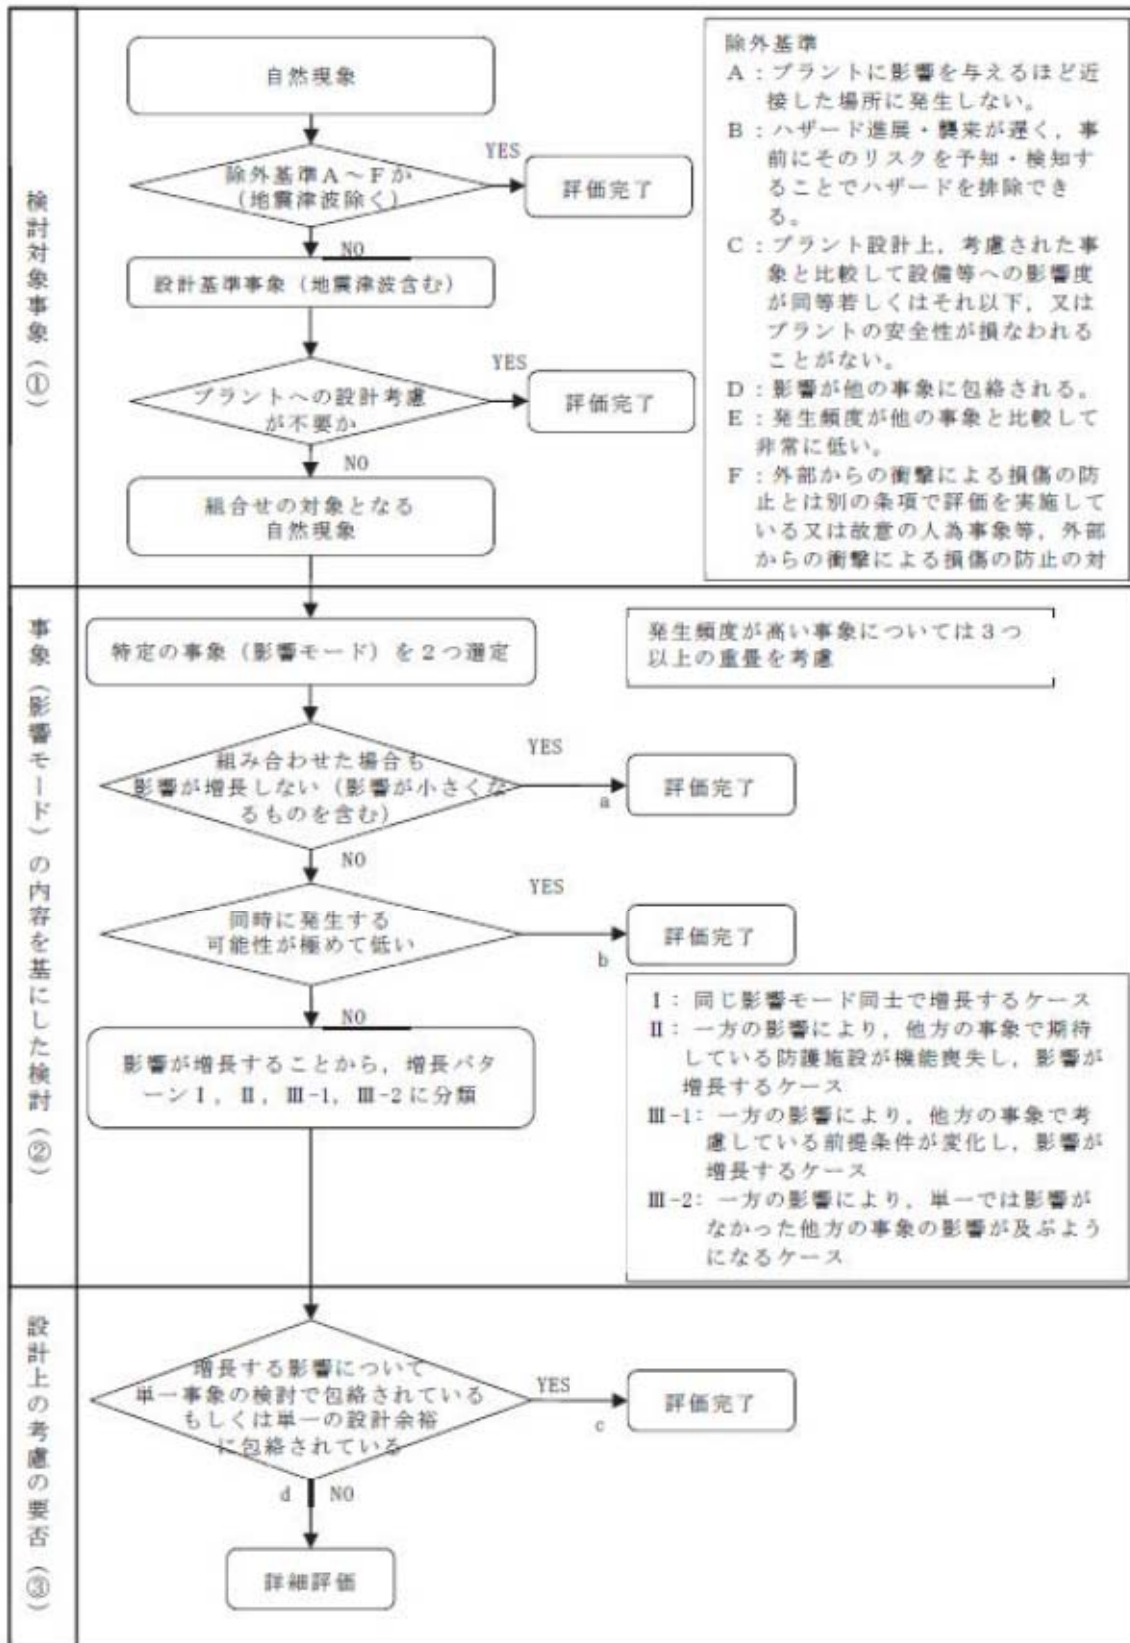 検討対象事象（①）
自然現象
除外基準Ａ～Ｆか
（地震津波除く）
YES
評価完了
NO
設計基準事象（地震津波含む）
プラントへの設計考慮
が不要か
YES
評価完了
NO
組合せの対象となる
自然現象
除外基準
Ａ：プラントに影響を与えるほど近
接した場所に発生しない。
Ｂ：ハザード進展・襲来が遅く，事
前にそのリスクを予知・検知す
ることでハザードを排除でき
る。
Ｃ：プラント設計上，考慮された事
象と比較して設備等への影響度
が同等若しくはそれ以下，又は
プラントの安全性が損なわれる
ことがない。
Ｄ：影響が他の事象に包絡される。
Ｅ：発生頻度が他の事象と比較して
非常に低い。
Ｆ：外部からの衝撃による損傷の防
止とは別の条項で評価を実施して
いる又は故意の人為事象等，外部
からの衝撃による損傷の防止の対
事象（影響モード）の内容を基にした検討（②）
特定の事象（影響モード）を２つ選定
発生頻度が高い事象については３つ
以上の重畳を考慮
組み合わせた場合も
影響が増長しない（影響が小さくな
るものを含む）
YES
a
評価完了
NO
同時に発生する
可能性が極めて低い
YES
b
評価完了
NO
影響が増長することから，増長パタ
ーンⅠ，Ⅱ，Ⅲ-1，Ⅲ-2に分類
Ⅰ：同じ影響モード同士で増長するケース
Ⅱ：一方の影響により，他方の事象で期待
している防護施設が機能喪失し，影響が
増長するケース
Ⅲ-1：一方の影響により，他方の事象で考
慮している前提条件が変化し，影響が
増長するケース
Ⅲ-2：一方の影響により，単一では影響が
なかった他方の事象の影響が及ぶよう
になるケース
設計上の考慮の要否（③）
増長する影響について
単一事象の検討で包絡されている
もしくは単一の設計余裕
に包絡されている
YES
c
評価完了
d
NO
詳細評価